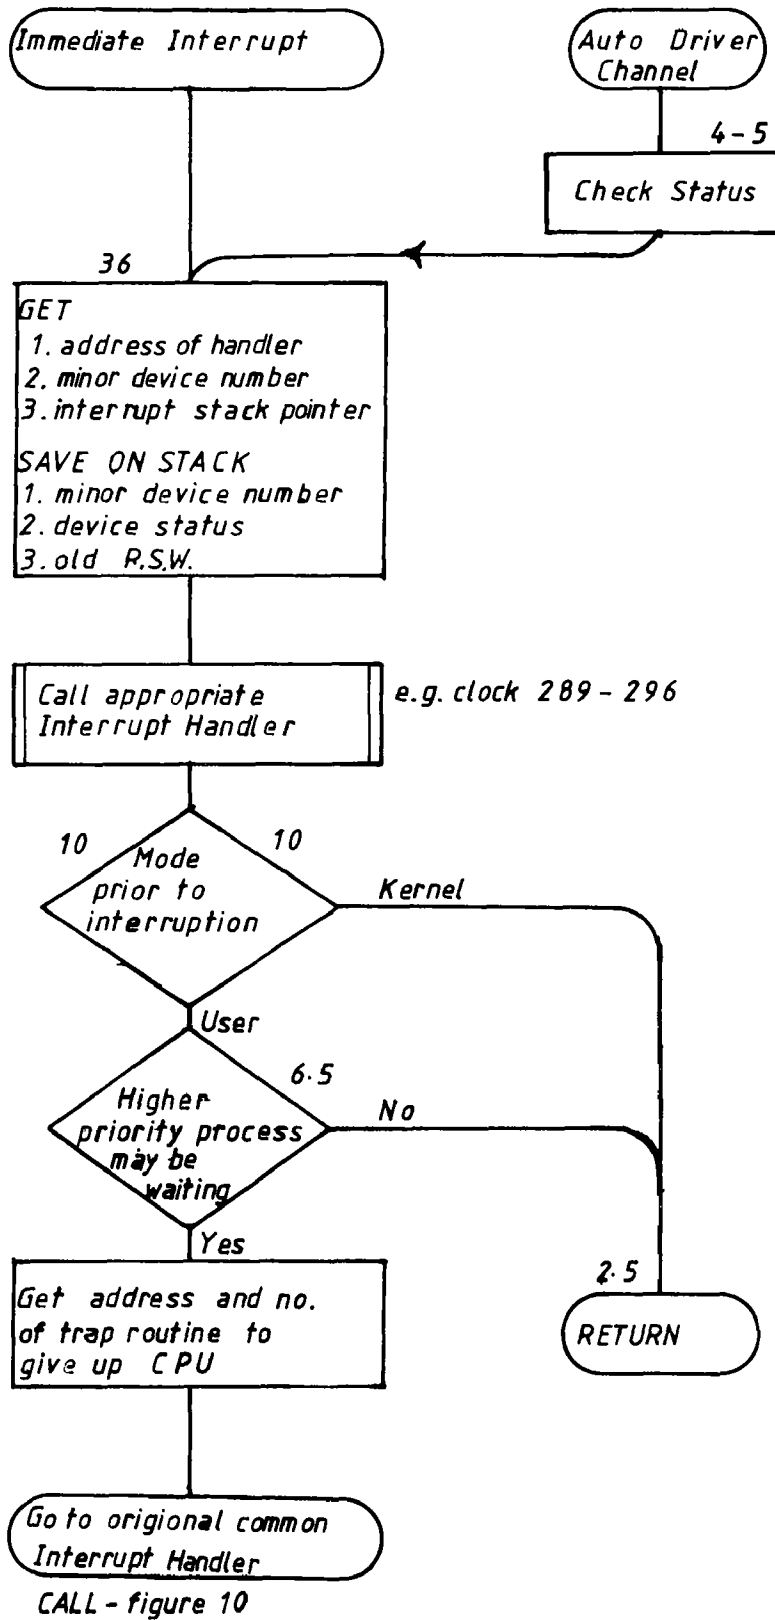 Immediate Interrupt
Auto Driver
Channel
4-5
Check Status
36
GET
1. address of handler
2. minor device number
3. interrupt stack pointer
SAVE ON STACK
1. minor device number
2. device status
3. old P.S.W.
Call appropriate
Interrupt Handler
e.g. clock 289 - 296
10
10
Mode
prior to
interruption
Kernel
User
6.5
Higher
priority process
may be
waiting
No
Yes
Get address and no.
of trap routine to
give up CPU
2.5
RETURN
Go to origional common
Interrupt Handler
CALL - figure 10